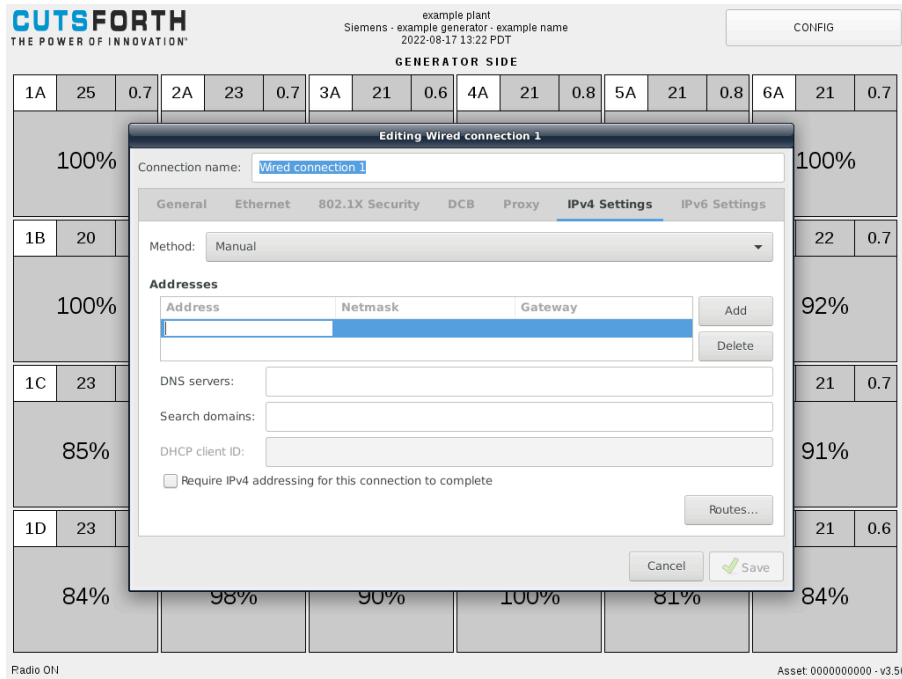 CUTSFORTH
THE POWER OF INNOVATION"
example plant
Siemens - example generator - example name
2022-08-17 13:22 PDT
CONFIG
GENERATOR SIDE
1A 25 0.7 2A 23 0.7 3A 21 0.6 4A 21 0.8 5A 21 0.8 6A 21 0.7
100% 100%
Editing Wired connection 1
Connection name: Wired connection 1
General Ethernet 802.1X Security DCB Proxy IPv4 Settings IPv6 Settings
1B 20 22 0.7
100% 92%
Method: Manual
Addresses
Address Netmask Gateway
Add
Delete
DNS servers:
Search domains:
DHCP client ID:
Require IPv4 addressing for this connection to complete
Routes...
Cancel Save
1C 23 21 0.7
85% 91%
1D 23 21 0.6
84% 98% 90% 100% 81% 84%
Radio ON
Asset: 0000000000 - v3.50